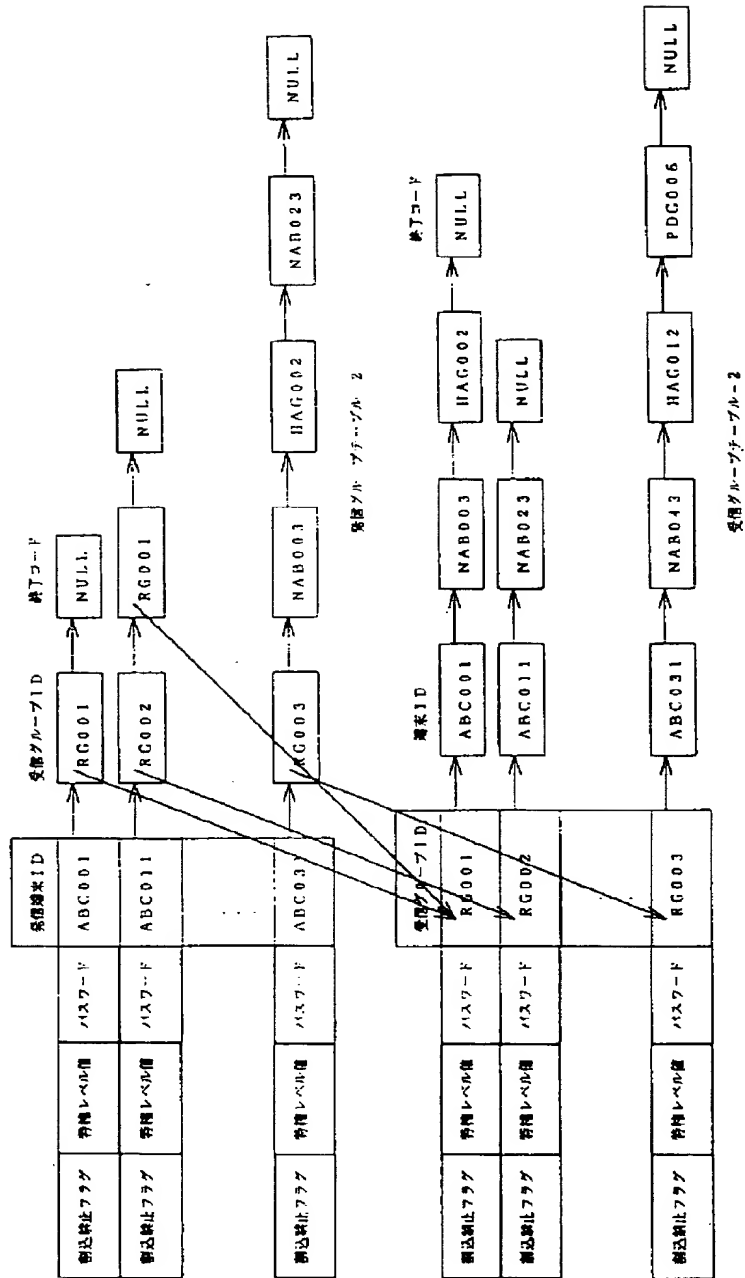 発信端末ID
受信グループID
終了コード
割込禁止フラグ 特権レベル値 パスワード ABC001 RG001 NULL
割込禁止フラグ 特権レベル値 パスワード ABC011 RG002 RG001 NULL
割込禁止フラグ 特権レベル値 パスワード ABC031 RG003 NAB003 HAG002 NAB023 NULL
発信グループテーブル-2
受信グループID
端末ID
終了コード
割込禁止フラグ 特権レベル値 パスワード RG001 ABC001 NAB003 HAG002 NULL
割込禁止フラグ 特権レベル値 パスワード RG002 ABC011 NAB023 NULL
割込禁止フラグ 特権レベル値 パスワード RG003 ABC031 NAB043 HAG012 PDG006 NULL
受信グループテーブル-2